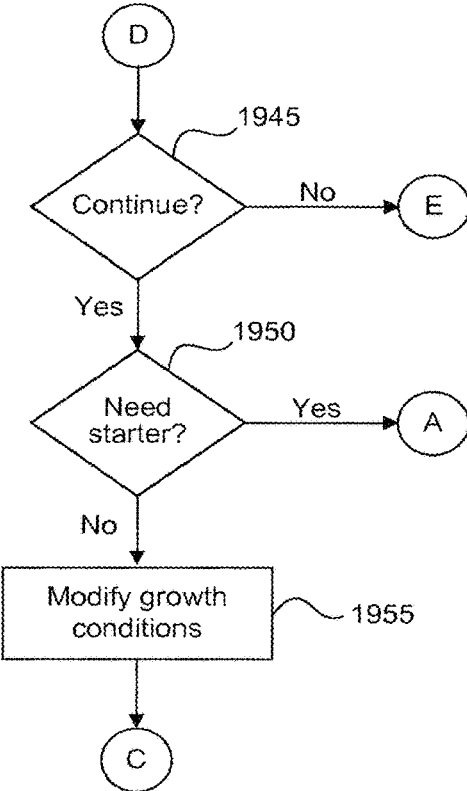 D
1945
Continue?
No
E
Yes
1950
Need
starter?
Yes
A
No
Modify growth
conditions
1955
C